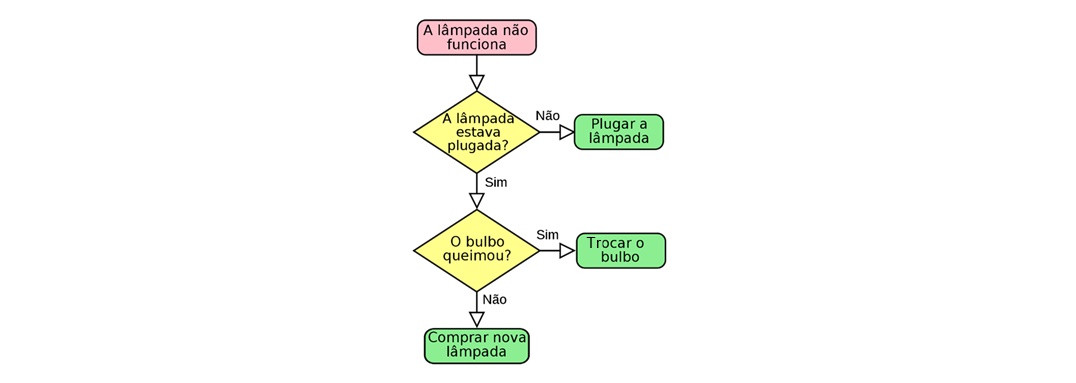 A lâmpada não
funciona
A lâmpada
estava
plugada?
Não
Plugar a
lâmpada
Sim
O bulbo
queimou?
Sim
Trocar o
bulbo
Não
Comprar nova
lâmpada